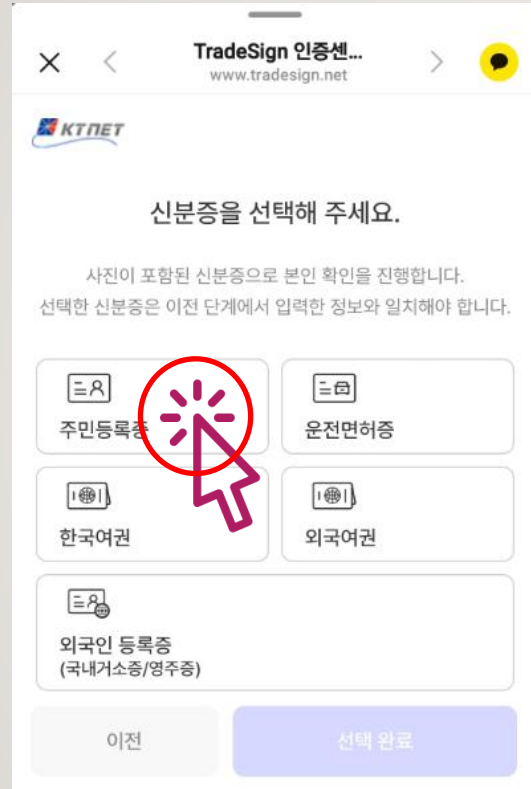 TradeSign 인증센...
www.tradesign.net
KTNET
신분증을 선택해 주세요.
사진이 포함된 신분증으로 본인 확인을 진행합니다.
선택한 신분증은 이전 단계에서 입력한 정보와 일치해야 합니다.
주민등록증
운전면허증
한국여권
외국여권
외국인 등록증
(국내거소증/영주증)
이전
선택 완료